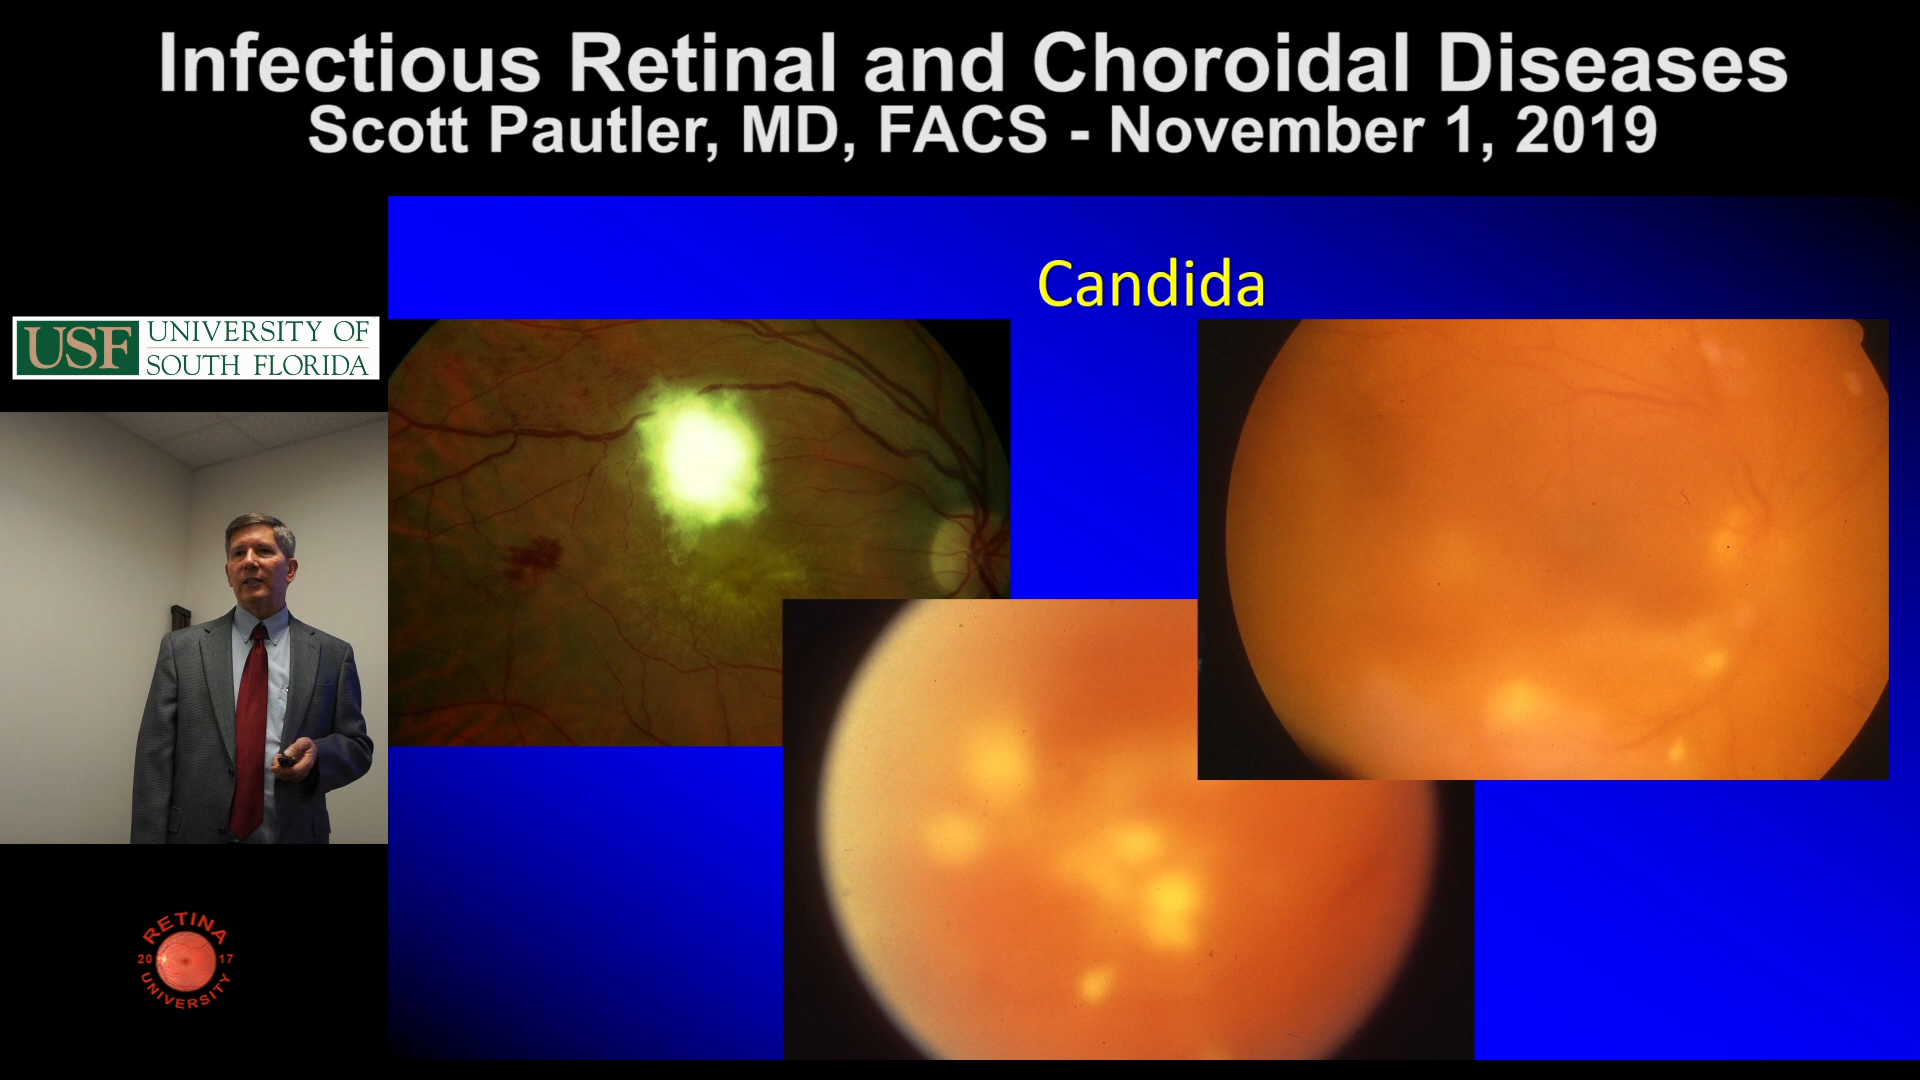 Infectious Retinal and Choroidal Diseases
Scott Pautler, MD, FACS - November 1, 2019
Candida
USF UNIVERSITY OF
SOUTH FLORIDA
RETINA
20 17
UNIVERSITY